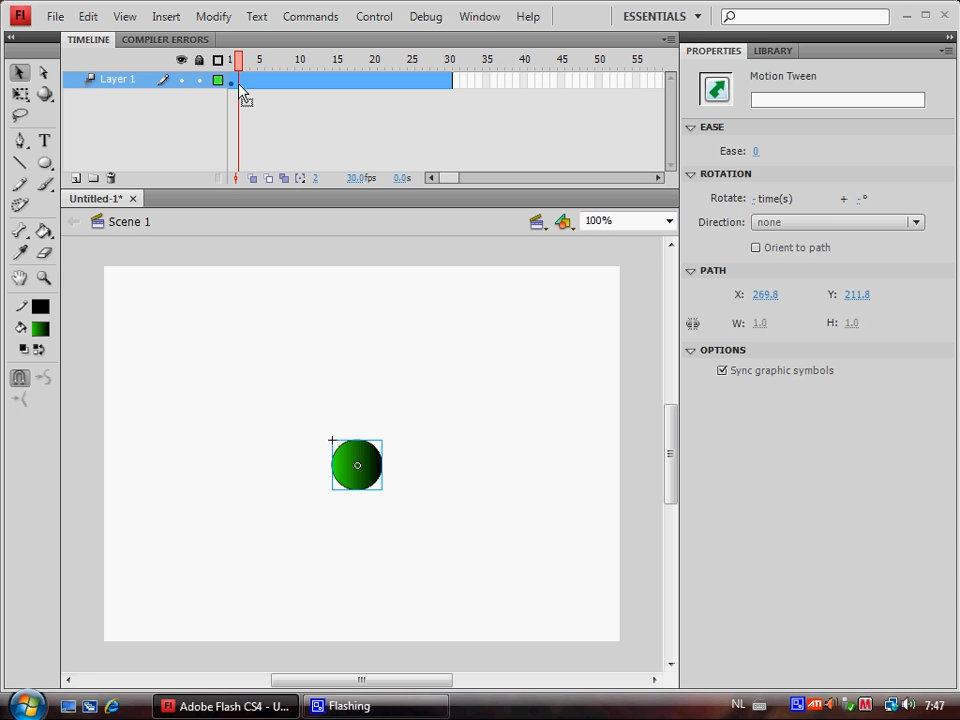 Fl File Edit View Insert Modify Text Commands Control Debug Window Help ESSENTIALS
TIMELINE COMPILER ERRORS
PROPERTIES LIBRARY
1 5 10 15 20 25 30 35 40 45 50 55
Layer 1
Motion Tween
EASE
Ease: 0
ROTATION
2 30.0fps 0.0s
Rotate: - time(s) + -°
Untitled-1*
Scene 1 100%
Direction: none
Orient to path
PATH
X: 269.8 Y: 211.8
W: 1.0 H: 1.0
OPTIONS
Sync graphic symbols
Fl Adobe Flash CS4 - U... Flashing NL 7:47